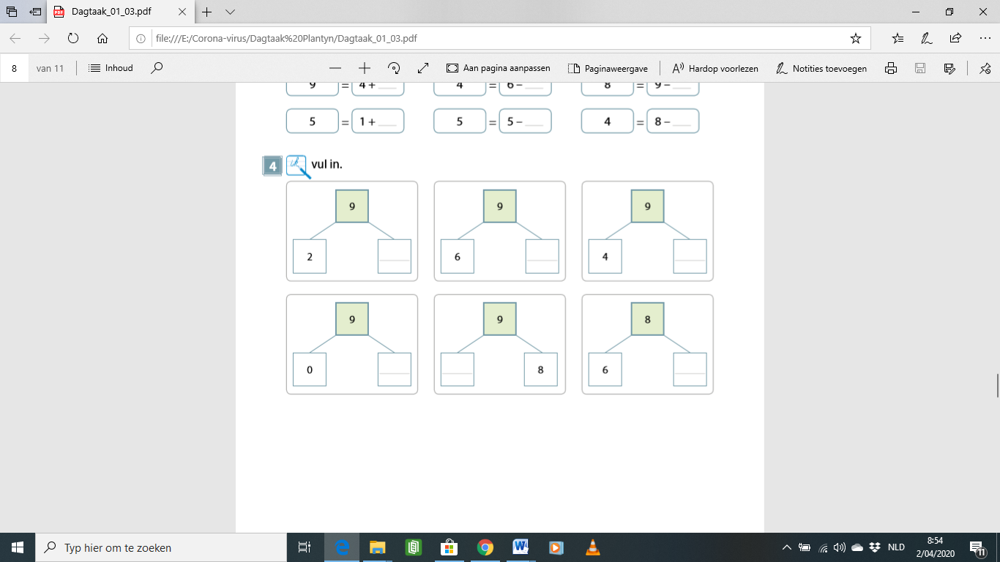 Dagtaak_01_03.pdf
file:///E:/Corona-virus/Dagtaak%20Plantyn/Dagtaak_01_03.pdf
8 van 11 Inhoud Aan pagina aanpassen Paginaweergave Hardop voorlezen Notities toevoegen
9 = 4 + ___ 4 = 6 – ___ 8 = 9 – ___
5 = 1 + ___ 5 = 5 – ___ 4 = 8 – ___
4 vul in.
9 9 9
2 ___ 6 ___ 4 ___
9 9 8
0 ___ ___ 8 6 ___
Typ hier om te zoeken
NLD
8:54
2/04/2020
11